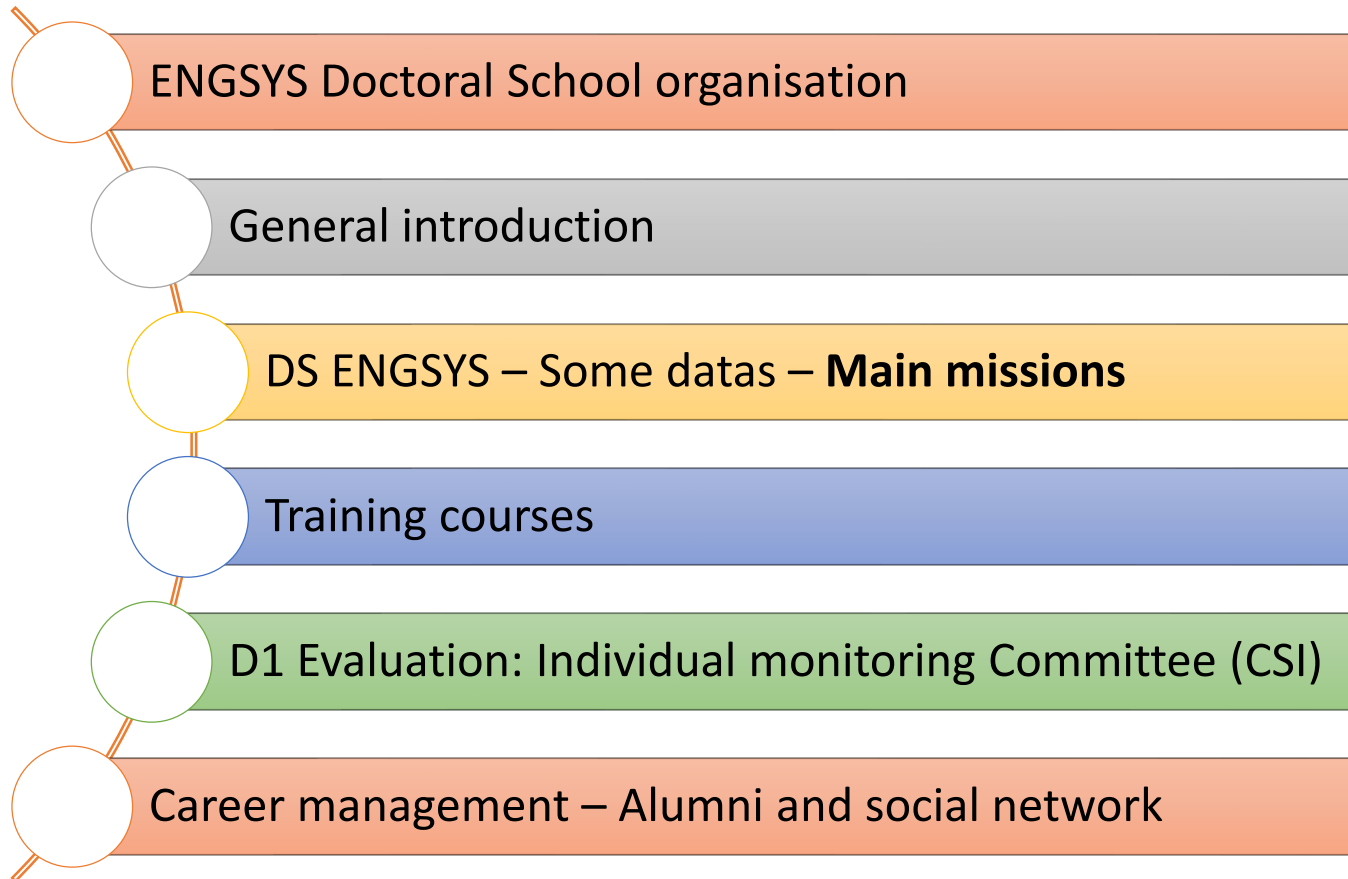 ENGSYS Doctoral School organisation
General introduction
DS ENGSYS – Some datas – Main missions
Training courses
D1 Evaluation: Individual monitoring Committee (CSI)
Career management – Alumni and social network